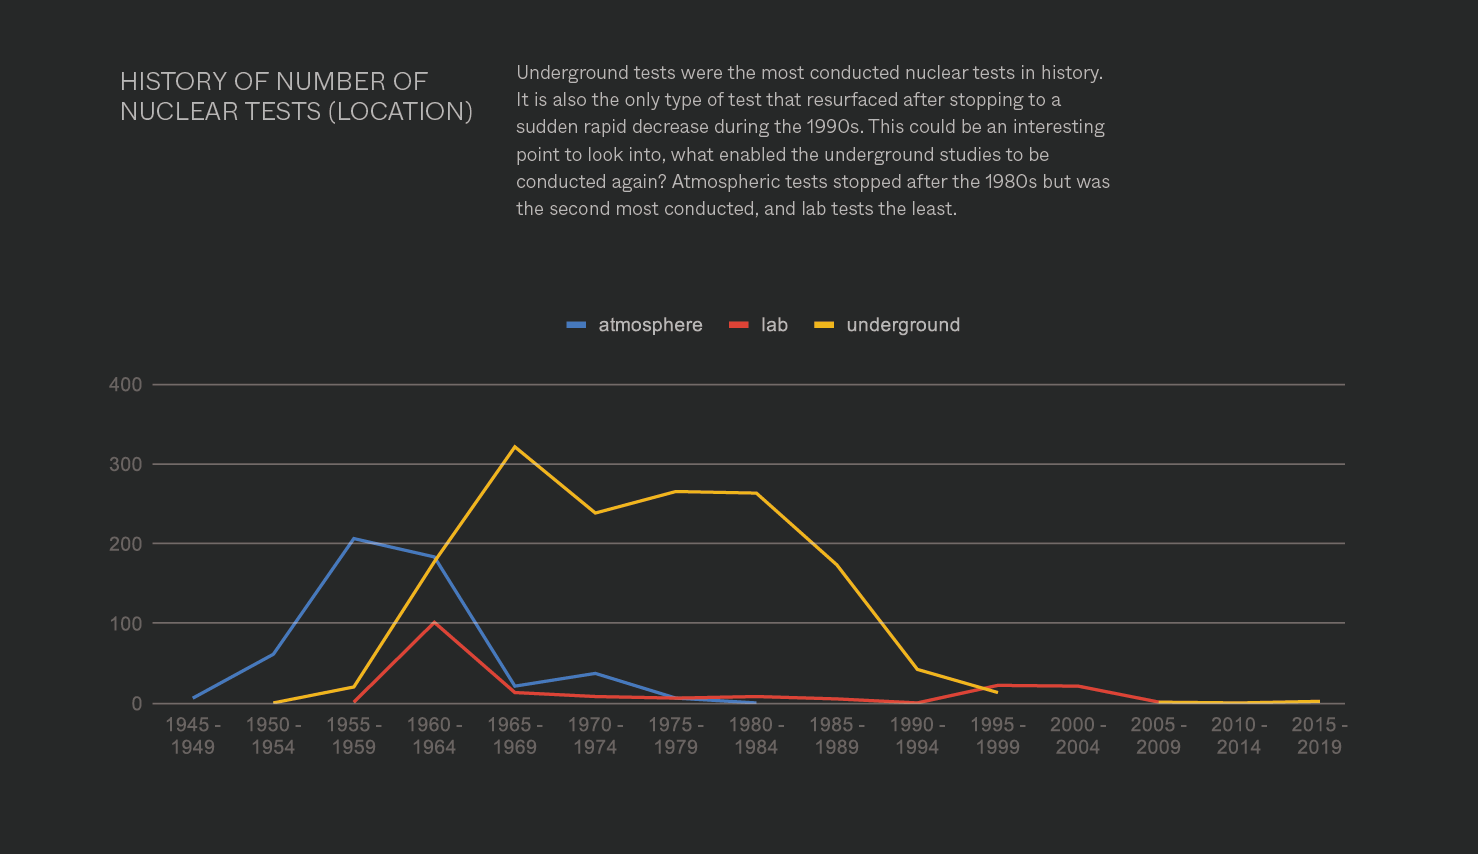 HISTORY OF NUMBER OF
NUCLEAR TESTS (LOCATION)
Underground tests were the most conducted nuclear tests in history.
It is also the only type of test that resurfaced after stopping to a
sudden rapid decrease during the 1990s. This could be an interesting
point to look into, what enabled the underground studies to be
conducted again? Atmospheric tests stopped after the 1980s but was
the second most conducted, and lab tests the least.
atmosphere lab underground
400
300
200
100
0
1945 - 1950 - 1955 - 1960 - 1965 - 1970 - 1975 - 1980 - 1985 - 1990 - 1995 - 2000 - 2005 - 2010 - 2015 -
1949 1954 1959 1964 1969 1974 1979 1984 1989 1994 1999 2004 2009 2014 2019